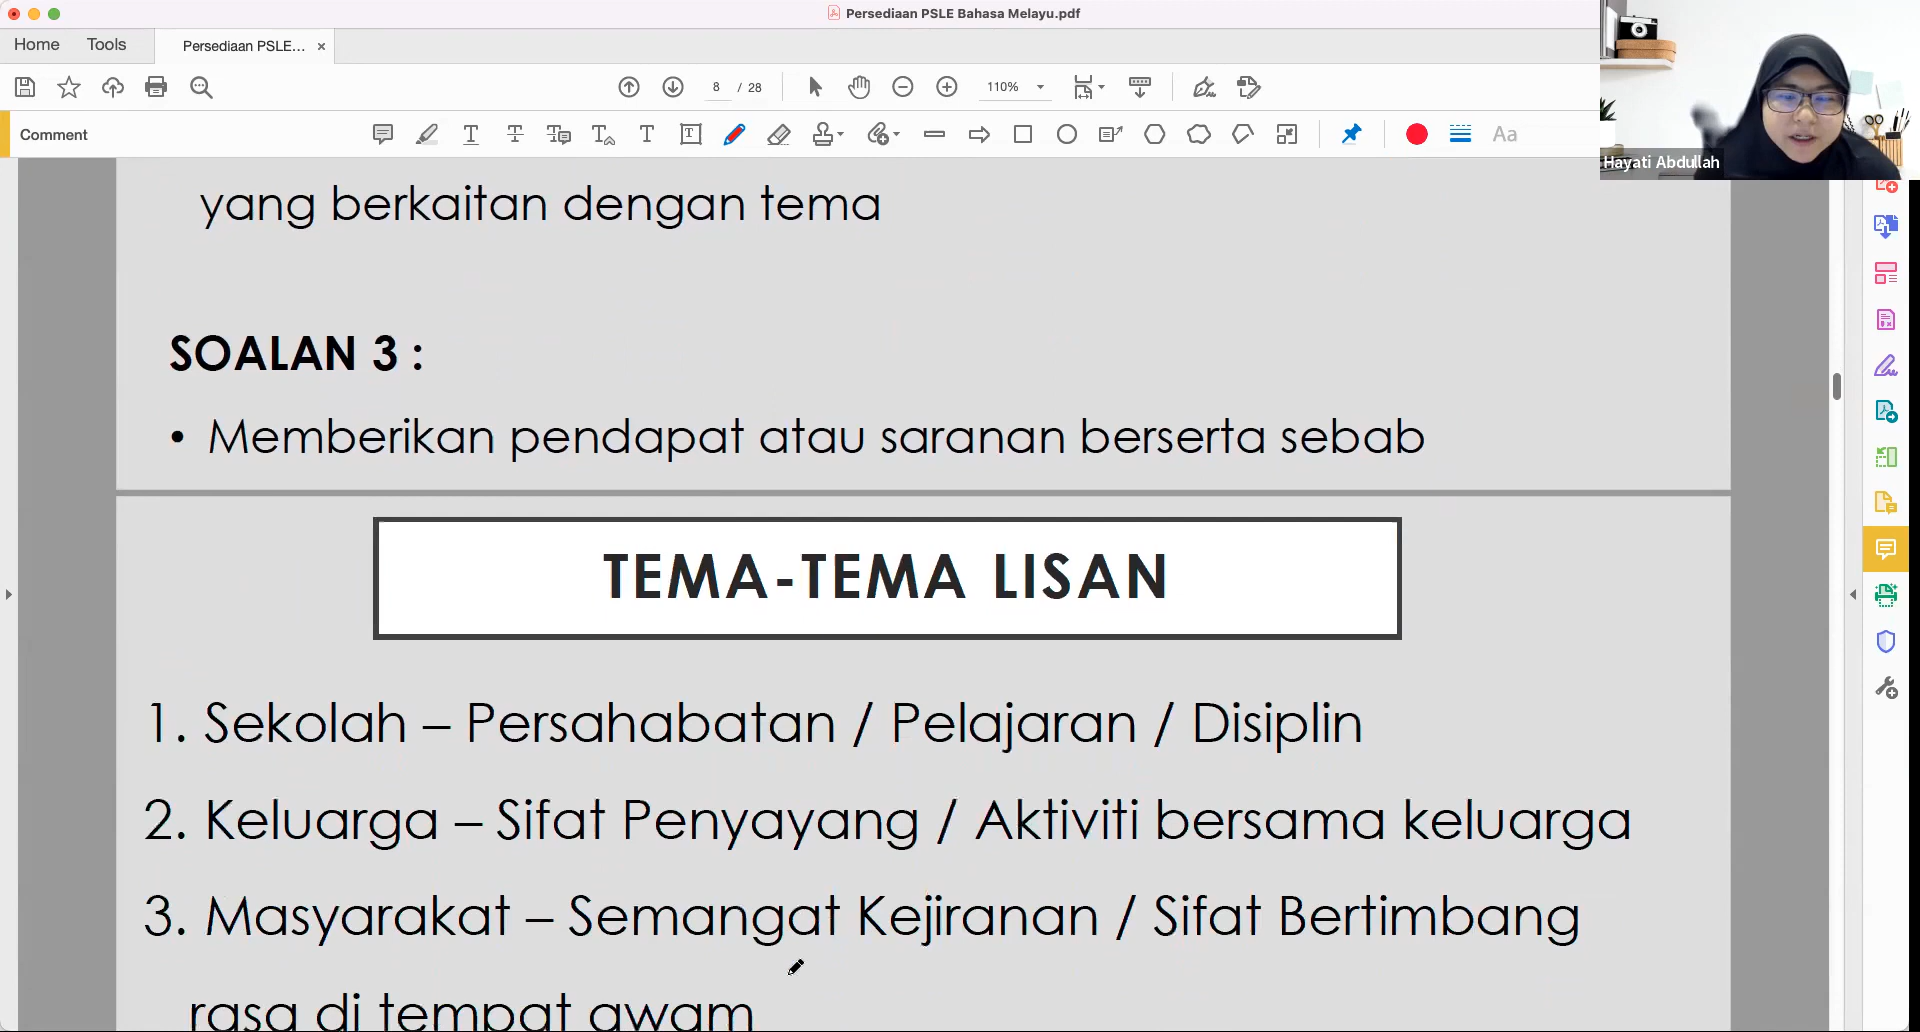 Persediaan PSLE Bahasa Melayu.pdf
Home
Tools
Persediaan PSLE...
8 / 28
110%
Comment
Aa
Hayati Abdullah
yang berkaitan dengan tema
SOALAN 3 :
• Memberikan pendapat atau saranan berserta sebab
TEMA-TEMA LISAN
1. Sekolah – Persahabatan / Pelajaran / Disiplin
2. Keluarga – Sifat Penyayang / Aktiviti bersama keluarga
3. Masyarakat – Semangat Kejiranan / Sifat Bertimbang
rasa di tempat awam